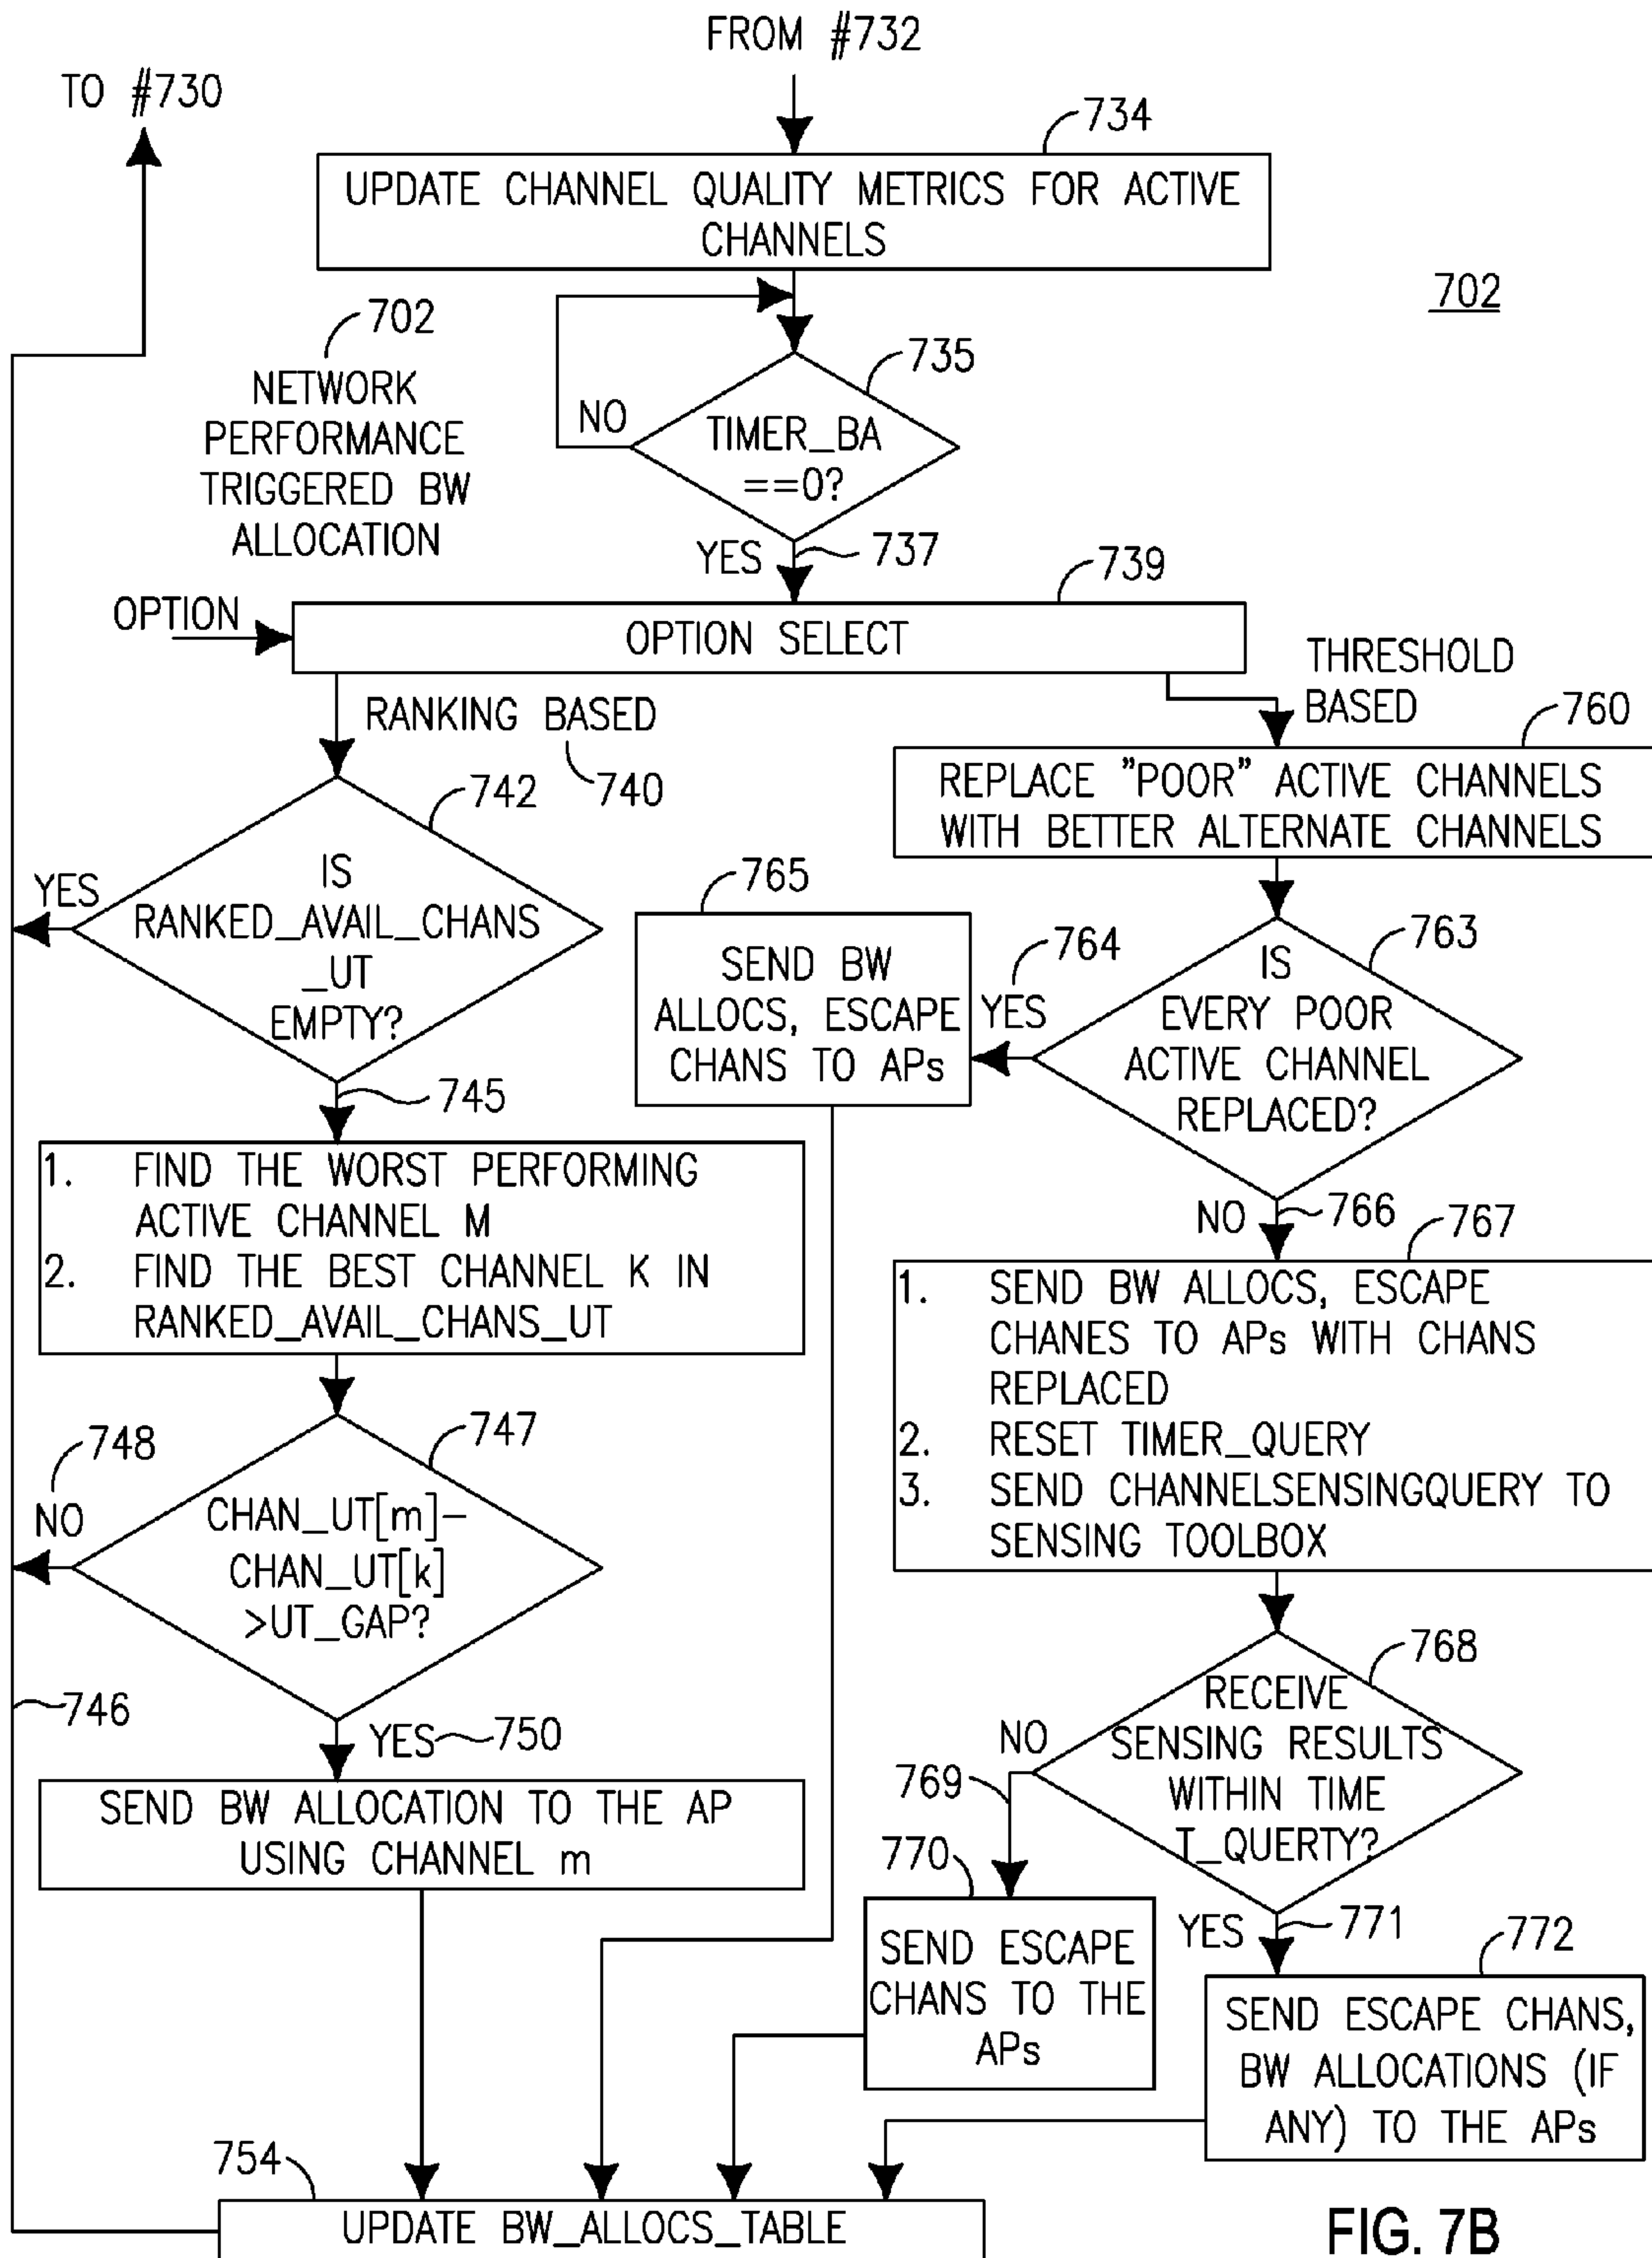 FROM #732
TO #730
734
UPDATE CHANNEL QUALITY METRICS FOR ACTIVE
CHANNELS
702
702
NETWORK
PERFORMANCE
TRIGGERED BW
ALLOCATION
735
NO
TIMER_BA
==0?
YES
737
739
OPTION
OPTION SELECT
RANKING BASED
740
THRESHOLD
BASED
760
REPLACE "POOR" ACTIVE CHANNELS
WITH BETTER ALTERNATE CHANNELS
742
YES
IS
RANKED_AVAIL_CHANS
_UT
EMPTY?
745
765
SEND BW
ALLOCS, ESCAPE
CHANS TO APs
764
YES
763
IS
EVERY POOR
ACTIVE CHANNEL
REPLACED?
NO
766
767
1. FIND THE WORST PERFORMING
ACTIVE CHANNEL M
2. FIND THE BEST CHANNEL K IN
RANKED_AVAIL_CHANS_UT
1. SEND BW ALLOCS, ESCAPE
CHANES TO APs WITH CHANS
REPLACED
2. RESET TIMER_QUERY
3. SEND CHANNELSENSINGQUERY TO
SENSING TOOLBOX
748
NO
747
CHAN_UT[m]-
CHAN_UT[k]
>UT_GAP?
746
YES
750
SEND BW ALLOCATION TO THE AP
USING CHANNEL m
768
RECEIVE
SENSING RESULTS
WITHIN TIME
T_QUERTY?
NO
769
770
SEND ESCAPE
CHANS TO THE
APs
YES
771
772
SEND ESCAPE CHANS,
BW ALLOCATIONS (IF
ANY) TO THE APs
754
UPDATE BW_ALLOCS_TABLE
FIG. 7B